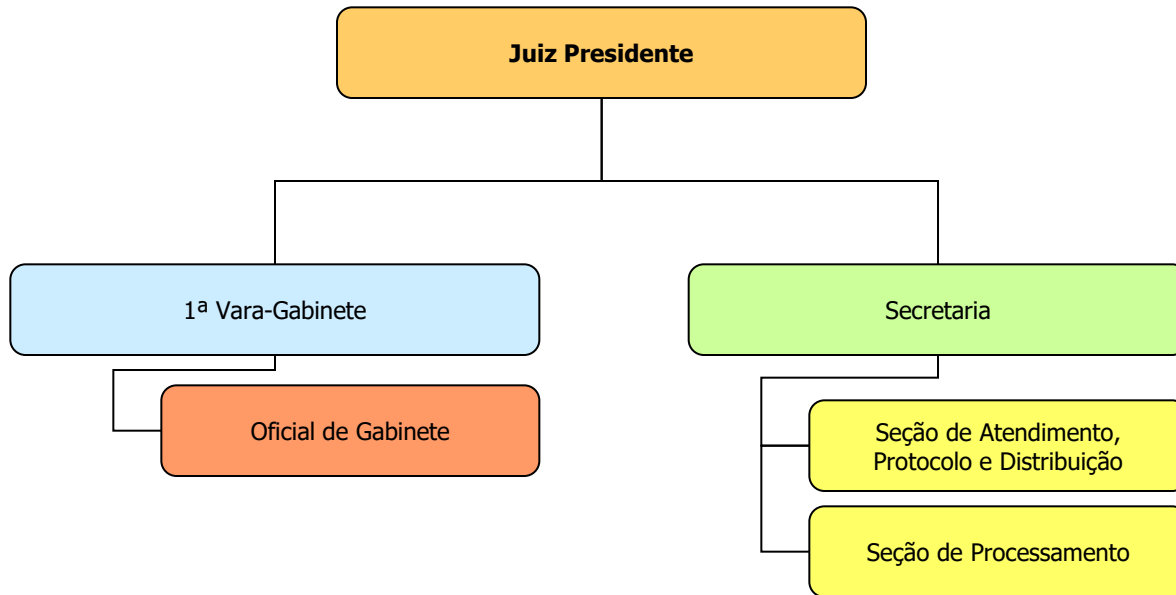 Juiz Presidente
1ª Vara-Gabinete
Oficial de Gabinete
Secretaria
Seção de Atendimento,
Protocolo e Distribuição
Seção de Processamento